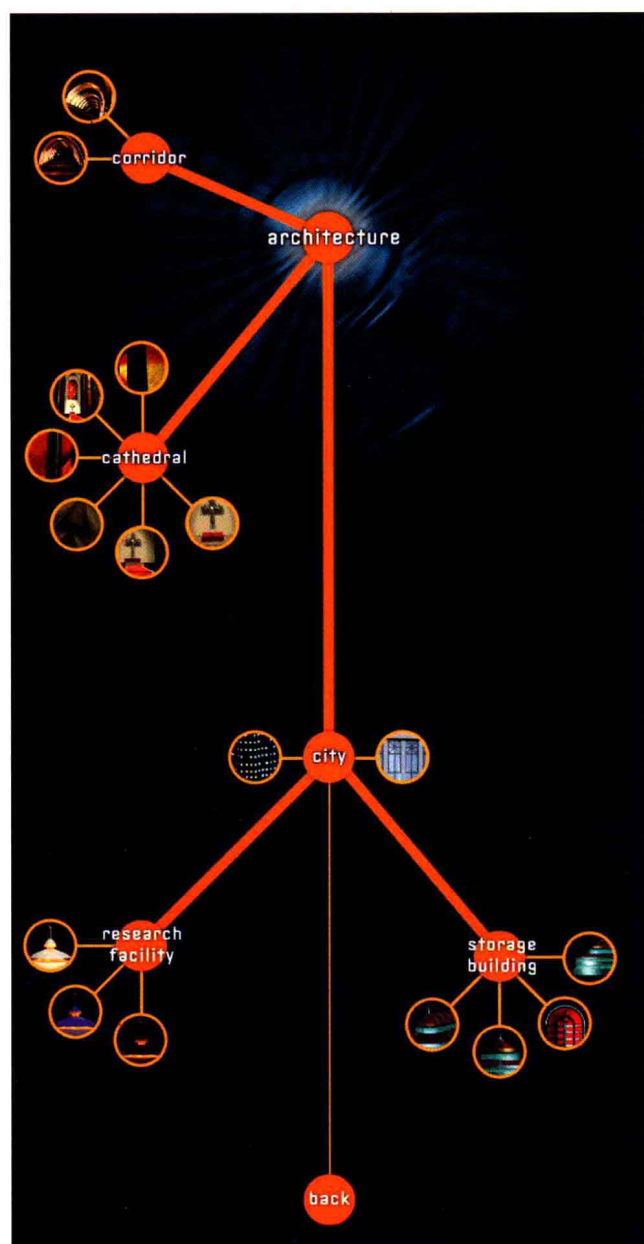 corridor
architecture
cathedral
city
research
facility
storage
building
back